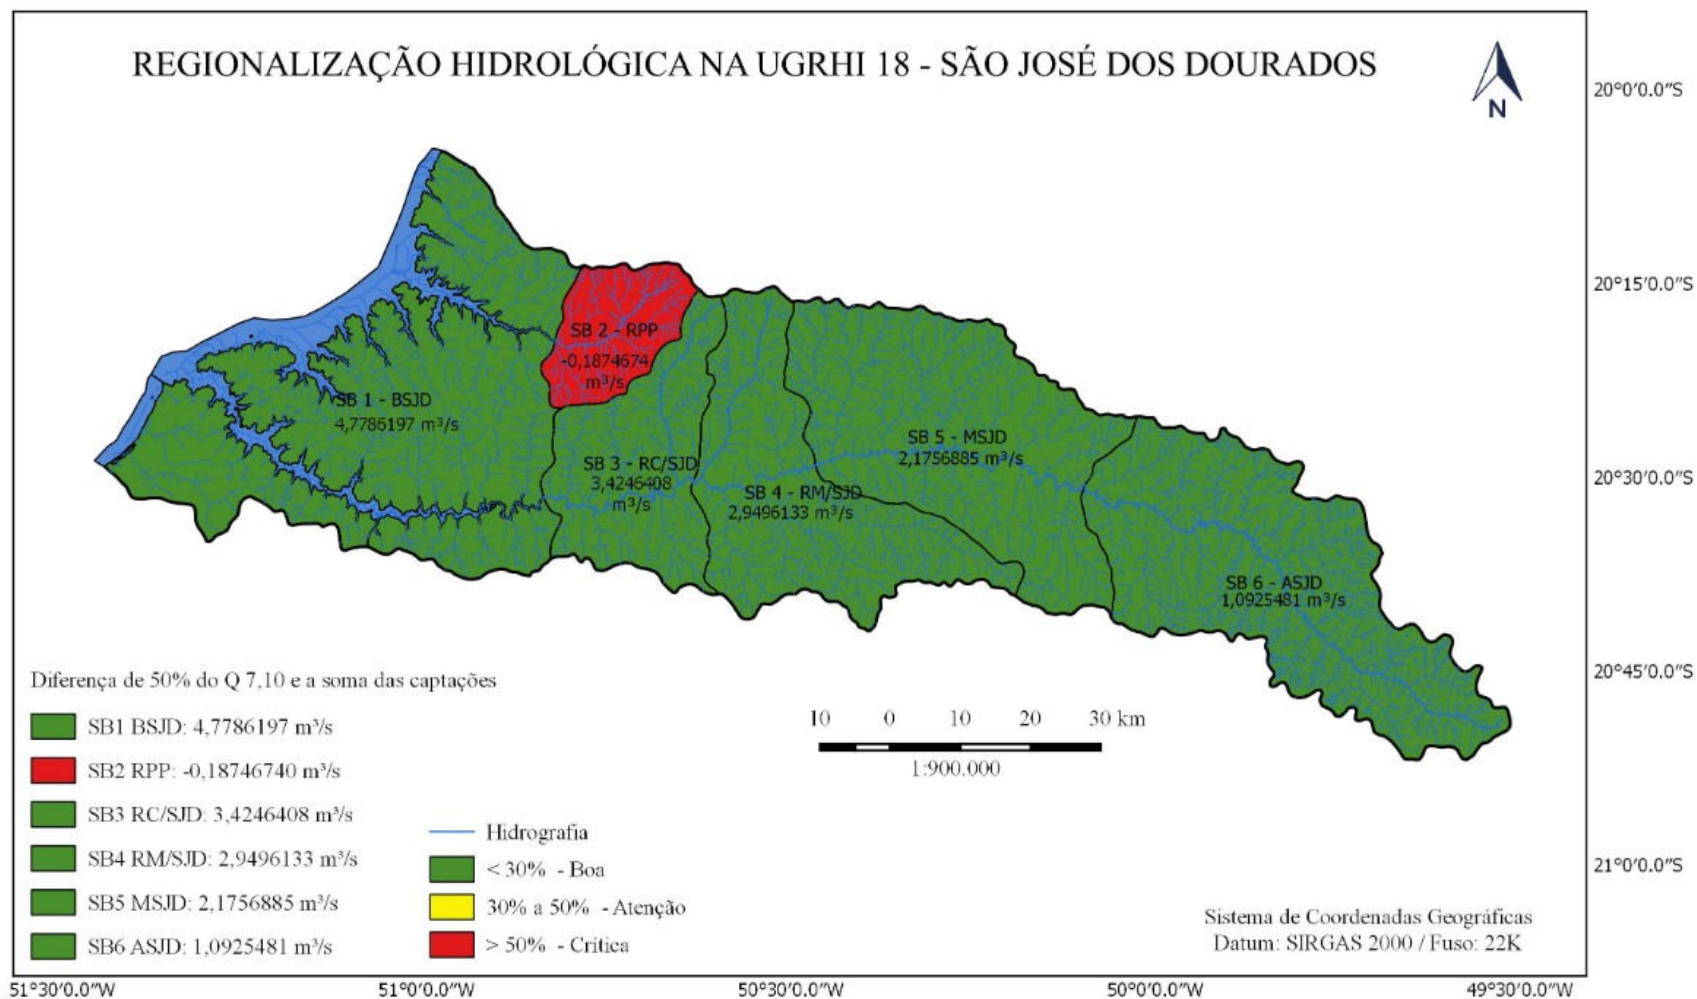 REGIONALIZAÇÃO HIDROLÓGICA NA UGRHI 18 - SÃO JOSÉ DOS DOURADOS
N
20°0'0.0"S
20°15'0.0"S
20°30'0.0"S
20°45'0.0"S
21°0'0.0"S
SB 2 - RPP
-0,1874674
m³/s
SB 1 - BSJD
4,7786197 m³/s
SB 3 - RC/SJD
3,4246408
m³/s
SB 4 - RM/SJD
2,9496133 m³/s
SB 5 - MSJD
2,1756885 m³/s
SB 6 - ASJD
1,0925481 m³/s
Diferença de 50% do Q 7,10 e a soma das captações
SB1 BSJD: 4,7786197 m³/s
SB2 RPP: -0,18746740 m³/s
SB3 RC/SJD: 3,4246408 m³/s
SB4 RM/SJD: 2,9496133 m³/s
SB5 MSJD: 2,1756885 m³/s
SB6 ASJD: 1,0925481 m³/s
Hidrografia
< 30% - Boa
30% a 50% - Atenção
> 50% - Critica
10 0 10 20 30 km
1:900.000
Sistema de Coordenadas Geográficas
Datum: SIRGAS 2000 / Fuso: 22K
51°30'0.0"W 51°0'0.0"W 50°30'0.0"W 50°0'0.0"W 49°30'0.0"W